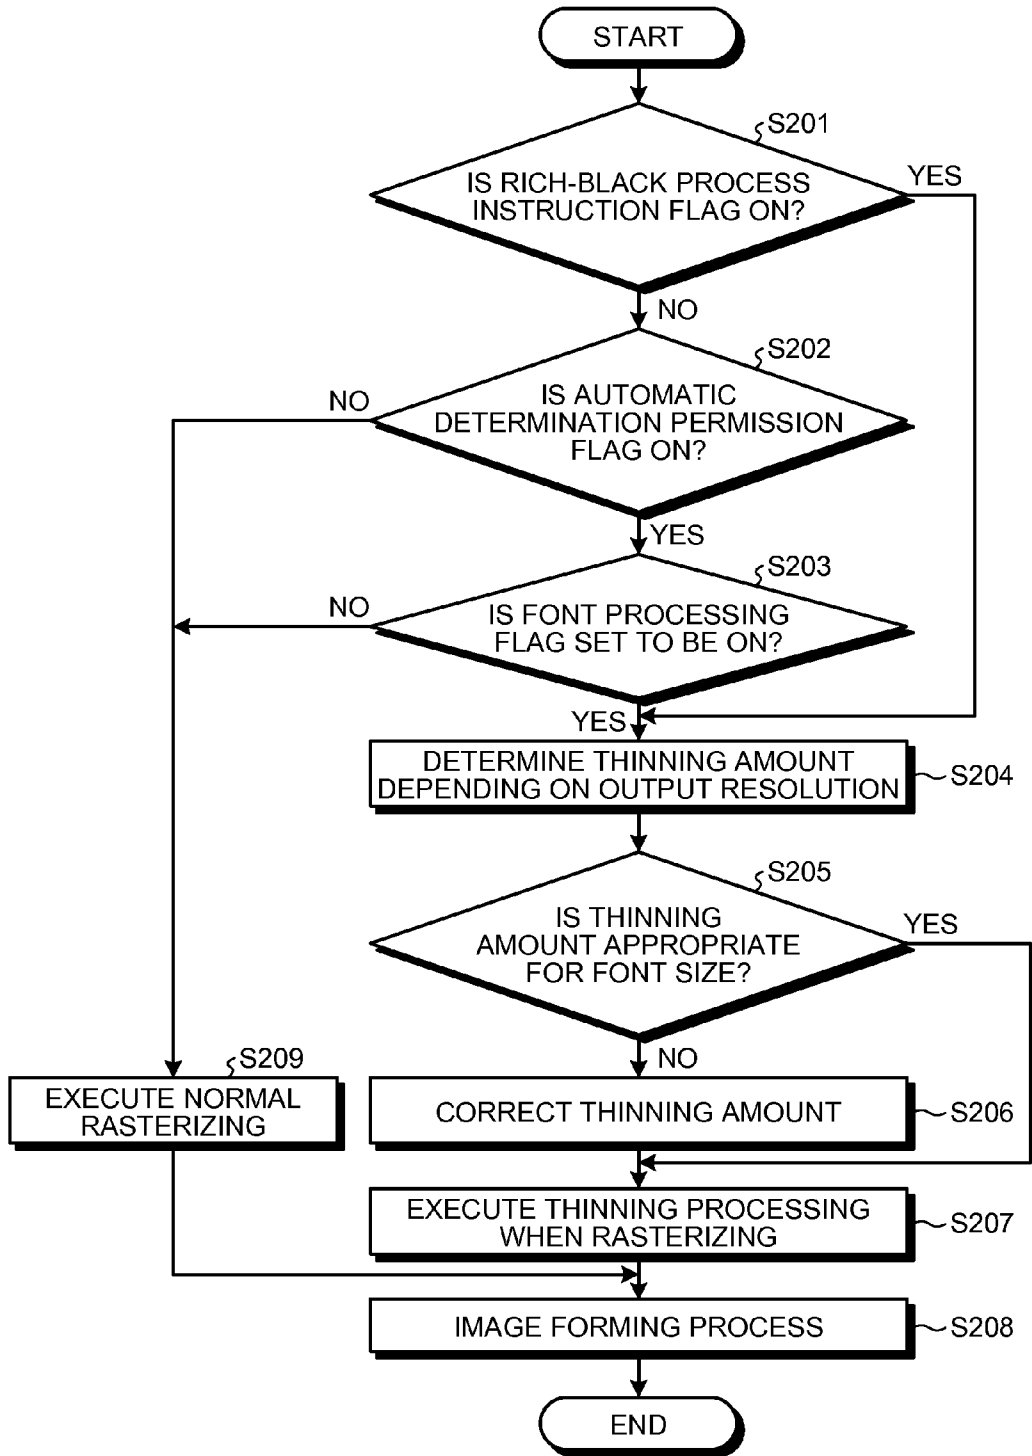 START
S201
IS RICH-BLACK PROCESS
INSTRUCTION FLAG ON?
YES
NO
S202
IS AUTOMATIC
DETERMINATION PERMISSION
FLAG ON?
NO
YES
S203
IS FONT PROCESSING
FLAG SET TO BE ON?
NO
YES
DETERMINE THINNING AMOUNT
DEPENDING ON OUTPUT RESOLUTION
S204
S205
IS THINNING
AMOUNT APPROPRIATE
FOR FONT SIZE?
YES
NO
S209
EXECUTE NORMAL
RASTERIZING
CORRECT THINNING AMOUNT
S206
EXECUTE THINNING PROCESSING
WHEN RASTERIZING
S207
IMAGE FORMING PROCESS
S208
END